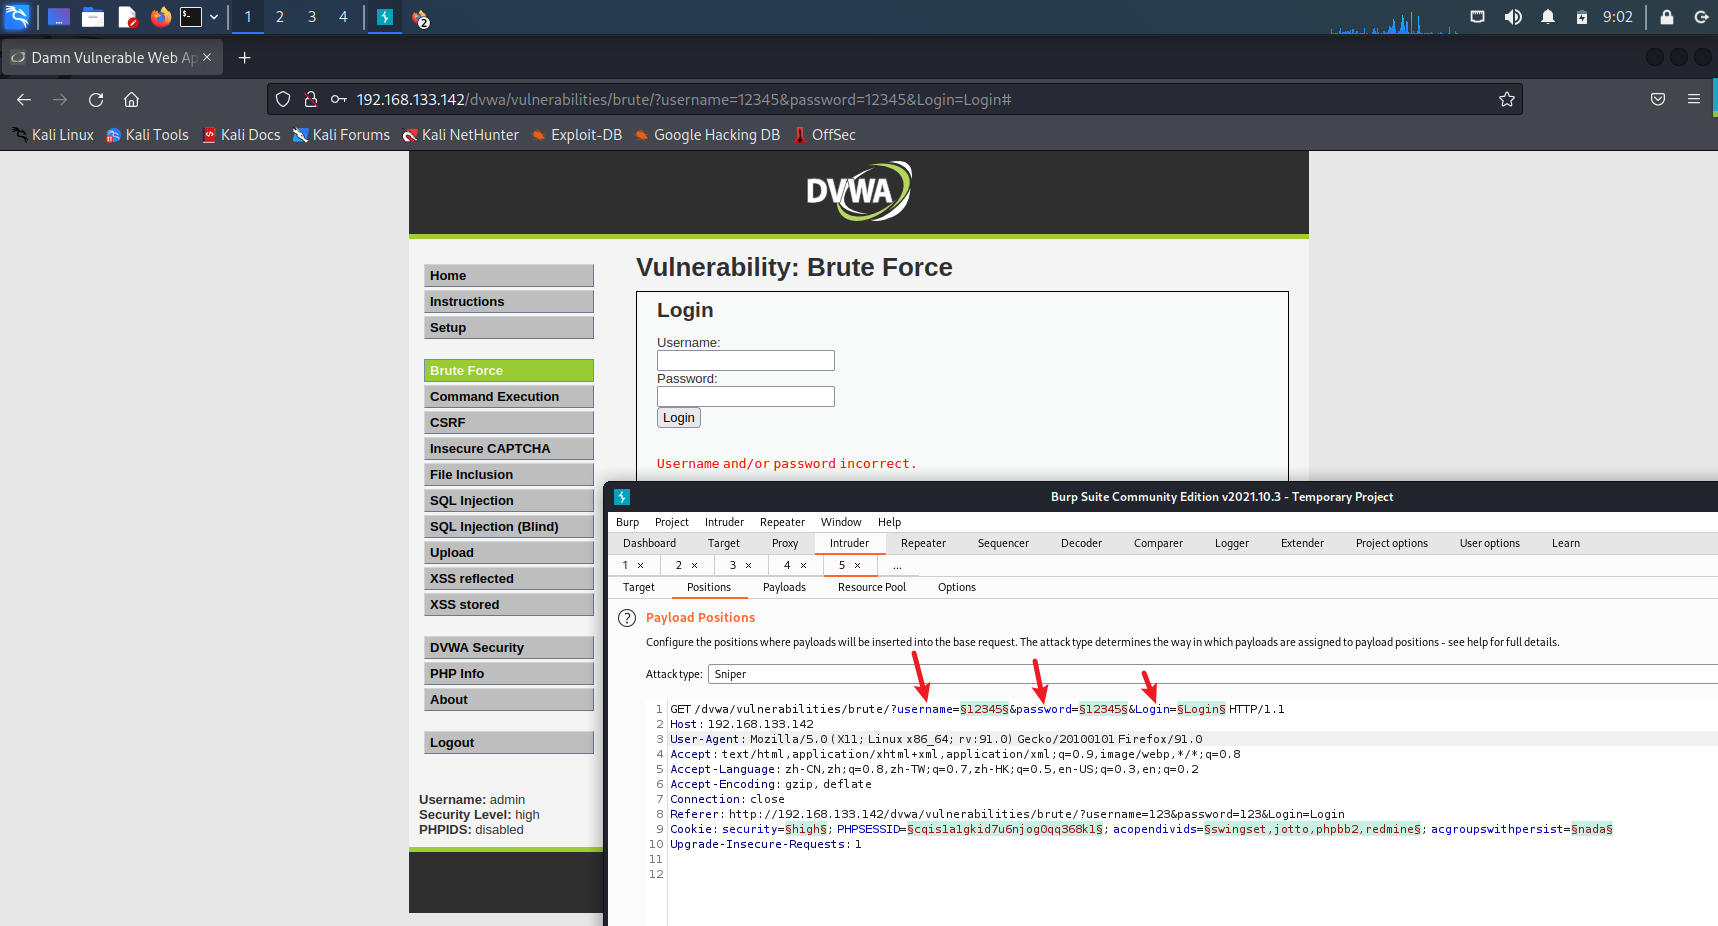 1 2 3 4 2 9:02
Damn Vulnerable Web Ap × +
192.168.133.142/dvwa/vulnerabilities/brute/?username=12345&password=12345&Login=Login#
Kali Linux Kali Tools Kali Docs Kali Forums Kali NetHunter Exploit-DB Google Hacking DB OffSec
DVWA
Home
Instructions
Setup
Brute Force
Command Execution
CSRF
Insecure CAPTCHA
File Inclusion
SQL Injection
SQL Injection (Blind)
Upload
XSS reflected
XSS stored
DVWA Security
PHP Info
About
Logout
Username: admin
Security Level: high
PHPIDS: disabled
Vulnerability: Brute Force
Login
Username:
Password:
Login
Username and/or password incorrect.
Burp Suite Community Edition v2021.10.3 - Temporary Project
Burp Project Intruder Repeater Window Help
Dashboard Target Proxy Intruder Repeater Sequencer Decoder Comparer Logger Extender Project options User options Learn
1 × 2 × 3 × 4 × 5 × ...
Target Positions Payloads Resource Pool Options
? Payload Positions
Configure the positions where payloads will be inserted into the base request. The attack type determines the way in which payloads are assigned to payload positions - see help for full details.
Attack type: Sniper
1 GET /dvwa/vulnerabilities/brute/?username=§12345§&password=§12345§&Login=§Login§ HTTP/1.1
2 Host: 192.168.133.142
3 User-Agent: Mozilla/5.0 (X11; Linux x86_64; rv:91.0) Gecko/20100101 Firefox/91.0
4 Accept: text/html,application/xhtml+xml,application/xml;q=0.9,image/webp,*/*;q=0.8
5 Accept-Language: zh-CN,zh;q=0.8,zh-TW;q=0.7,zh-HK;q=0.5,en-US;q=0.3,en;q=0.2
6 Accept-Encoding: gzip, deflate
7 Connection: close
8 Referer: http://192.168.133.142/dvwa/vulnerabilities/brute/?username=123&password=123&Login=Login
9 Cookie: security=§high§; PHPSESSID=§cqis1a1gkid7u6njog0qq368k1§; acopendivids=§swingset,jotto,phpbb2,redmine§; acgroupswithpersist=§nada§
10 Upgrade-Insecure-Requests: 1
11
12